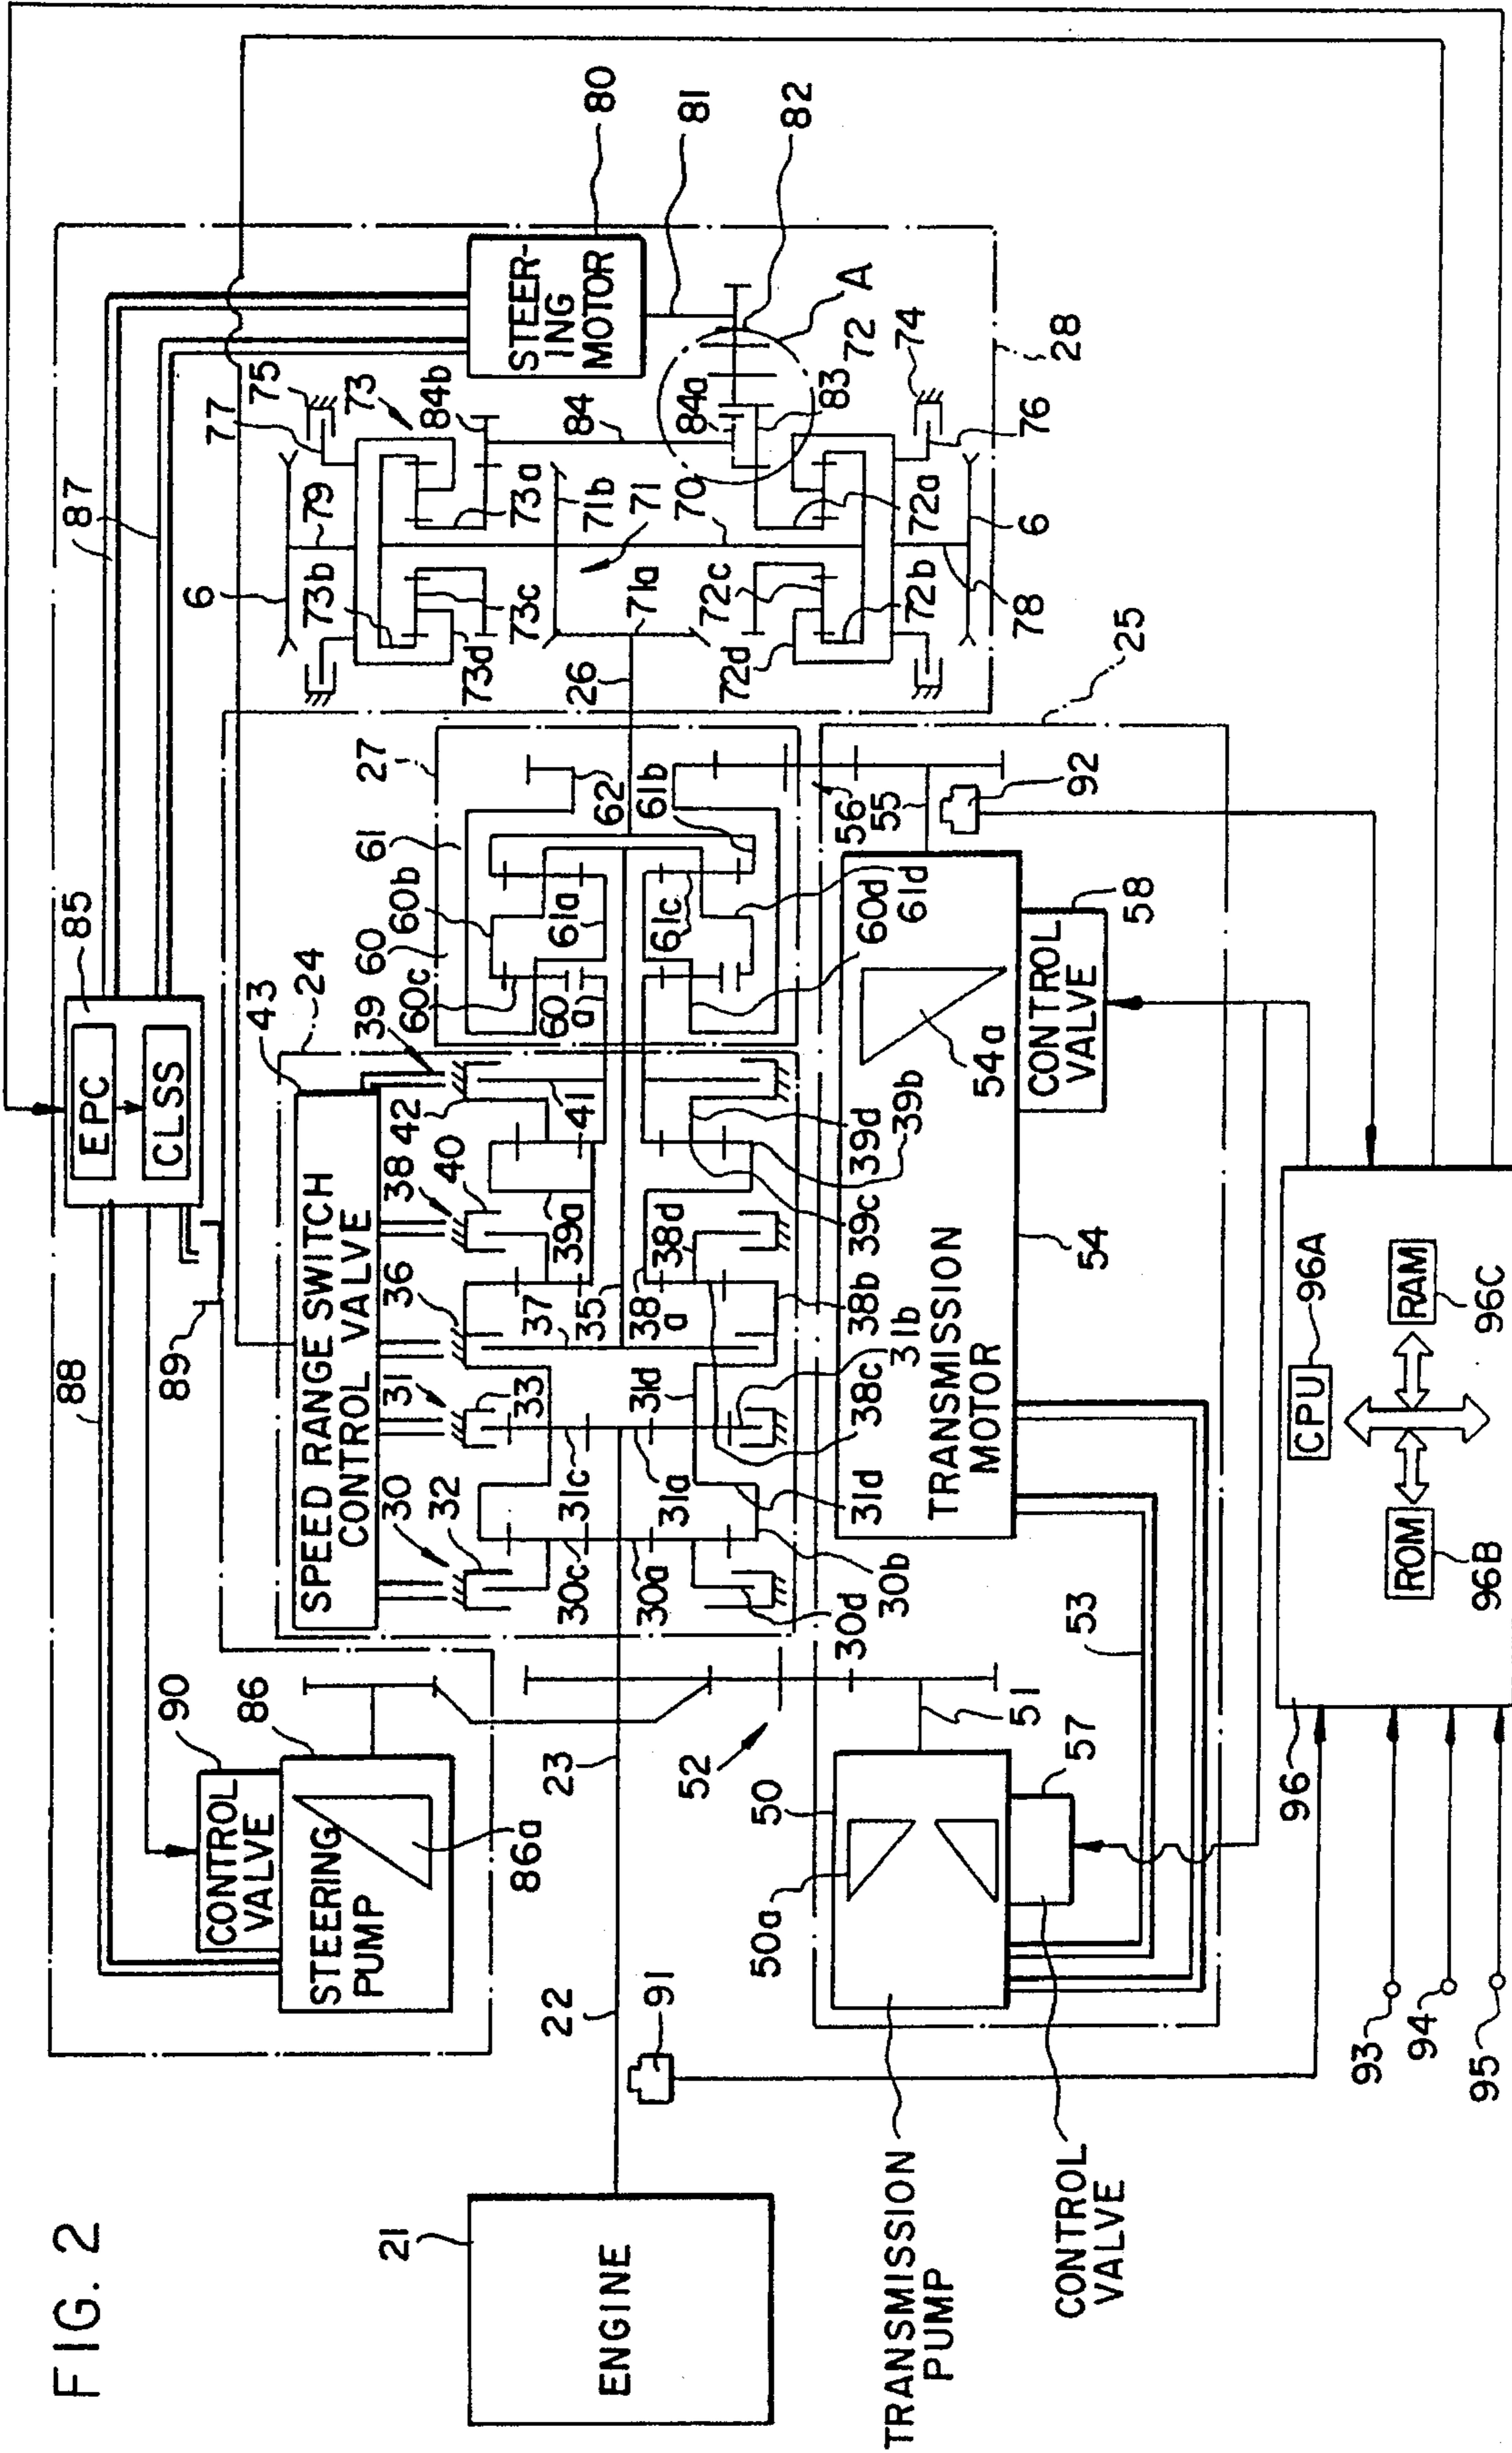 FIG. 2
ENGINE
21
22
91
23
TRANSMISSION
PUMP
CONTROL
VALVE
90
86
CONTROL
VALVE
STEERING
PUMP
86a
52
50
50a
51
57
53
88
89
85
EPC
CLSS
87
87
43
24
SPEED RANGE SWITCH
CONTROL VALVE
30
32
31
33
36
38
40
42
39
30c
30a
30d
30b
31c
31a
31d
31d
31b
37
35
38
a
38d
38c
38b
39a
39c
39d
39b
41
27
60
61
60c
60b
60
a
61a
61c
61b
60d
61d
62
26
56
55
92
25
TRANSMISSION
MOTOR
54
54a
CONTROL
VALVE
58
6
79
77
75
73
73b
73c
73d
73a
84b
84
84a
71b
71
71a
70
72
72a
72b
72c
72d
83
74
76
6
78
28
STEER-
ING
MOTOR
80
81
82
A
93
94
95
96
CPU
96A
ROM
96B
RAM
96C